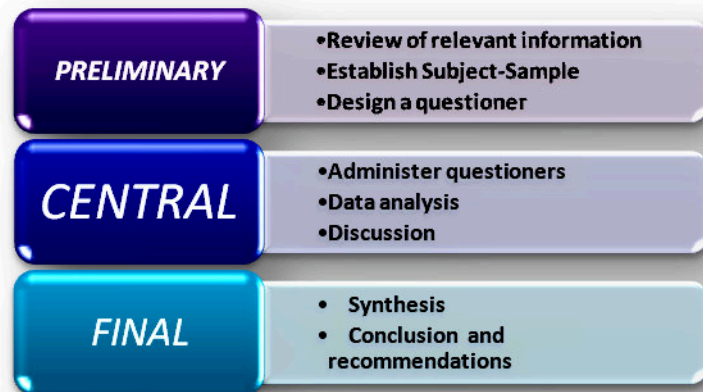 PRELIMINARY
•Review of relevant information
•Establish Subject-Sample
•Design a questioner
CENTRAL
•Administer questioners
•Data analysis
•Discussion
FINAL
• Synthesis
• Conclusion and
recommendations